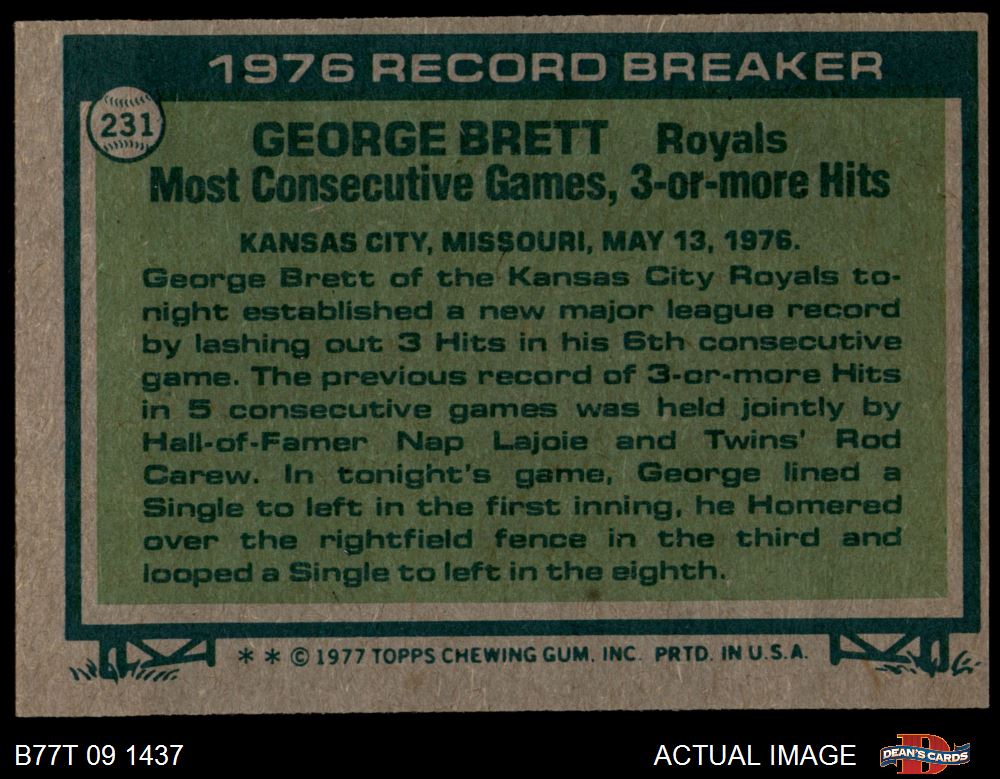 1976 RECORD BREAKER
231
GEORGE BRETT Royals
Most Consecutive Games, 3-or-more Hits
KANSAS CITY, MISSOURI, MAY 13, 1976.
George Brett of the Kansas City Royals to-
night established a new major league record
by lashing out 3 Hits in his 6th consecutive
game. The previous record of 3-or-more Hits
in 5 consecutive games was held jointly by
Hall-of-Famer Nap Lajoie and Twins' Rod
Carew. In tonight's game, George lined a
Single to left in the first inning, he Homered
over the rightfield fence in the third and
looped a Single to left in the eighth.
* * © 1977 TOPPS CHEWING GUM, INC. PRTD. IN U.S.A.
B77T 09 1437
ACTUAL IMAGE
D
DEAN'S CARDS